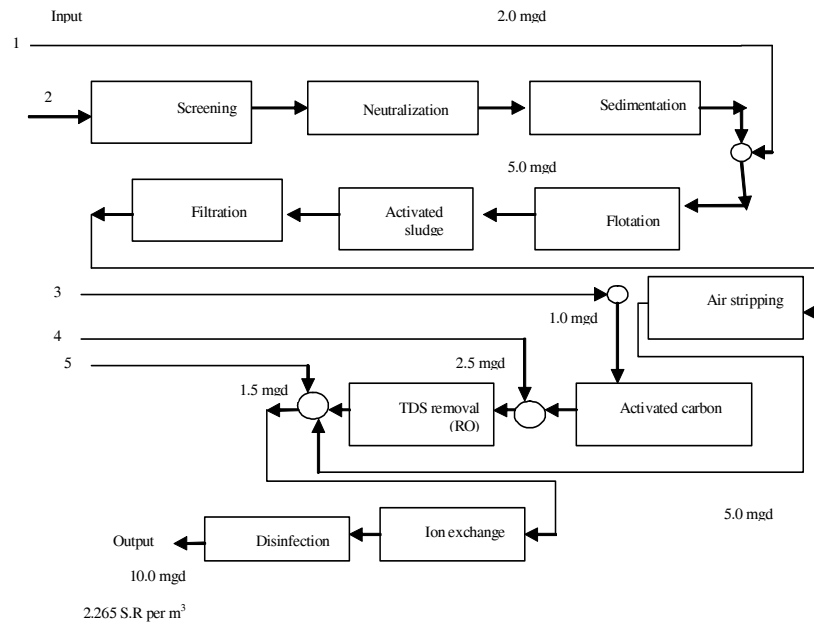 Input 2.0 mgd
1
2
Screening Neutralization Sedimentation
5.0 mgd
Filtration Activated sludge Flotation
3
Air stripping
1.0 mgd
4
2.5 mgd
5
1.5 mgd
TDS removal (RO)
Activated carbon
5.0 mgd
Output Disinfection Ion exchange
10.0 mgd
2.265 S.R per m³